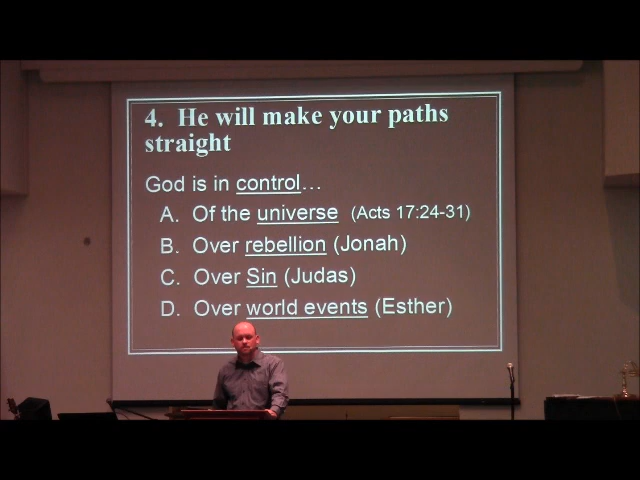 4. He will make your paths
straight
God is in control…
A. Of the universe (Acts 17:24-31)
B. Over rebellion (Jonah)
C. Over Sin (Judas)
D. Over world events (Esther)